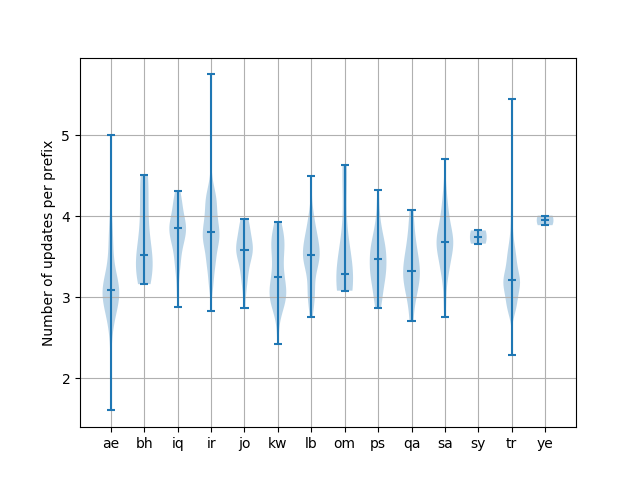 Number of updates per prefix
5
4
3
2
ae bh iq ir jo kw lb om ps qa sa sy tr ye